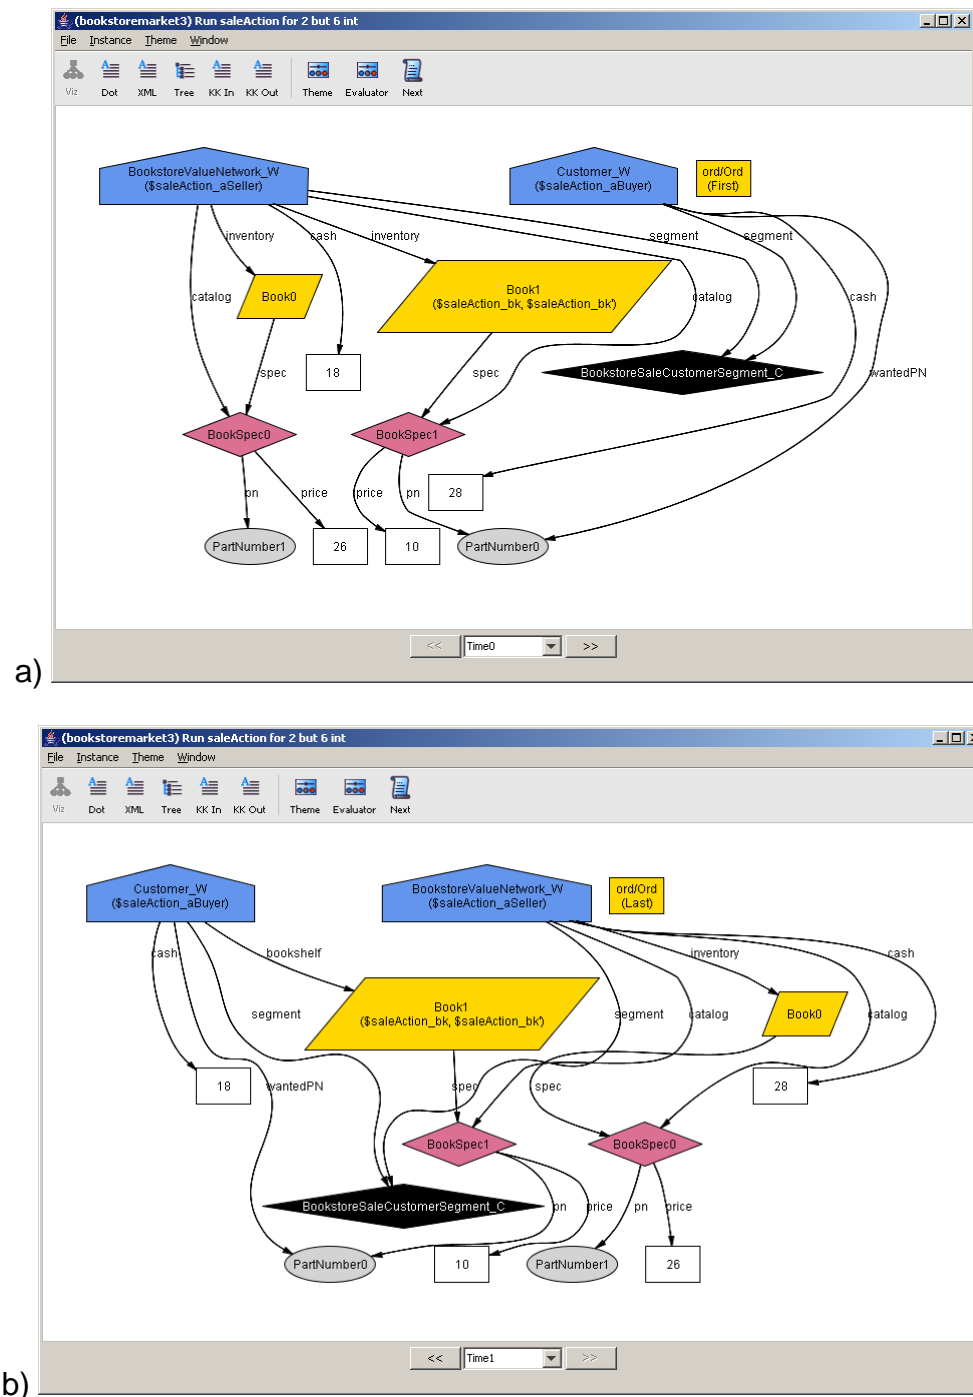 (bookstoremarket3) Run saleAction for 2 but 6 int
File Instance Theme Window
Viz Dot XML Tree KK In KK Out Theme Evaluator Next
BookstoreValueNetwork_W
($saleAction_aSeller)
Customer_W
($saleAction_aBuyer)
ord/Ord
(First)
inventory
cash
inventory
segment
segment
catalog
Book0
Book1
($saleAction_bk, $saleAction_bk')
catalog
cash
spec
18
spec
BookstoreSaleCustomerSegment_C
wantedPN
BookSpec0
BookSpec1
pn
price
price
pn
28
PartNumber1
26
10
PartNumber0
<< Time0 >>
a)
(bookstoremarket3) Run saleAction for 2 but 6 int
File Instance Theme Window
Viz Dot XML Tree KK In KK Out Theme Evaluator Next
Customer_W
($saleAction_aBuyer)
BookstoreValueNetwork_W
($saleAction_aSeller)
ord/Ord
(Last)
cash
bookshelf
inventory
cash
segment
Book1
($saleAction_bk, $saleAction_bk')
segment
catalog
Book0
catalog
18
wantedPN
spec
spec
28
BookSpec1
BookSpec0
BookstoreSaleCustomerSegment_C
pn
price
pn
price
PartNumber0
10
PartNumber1
26
<< Time1 >>
b)